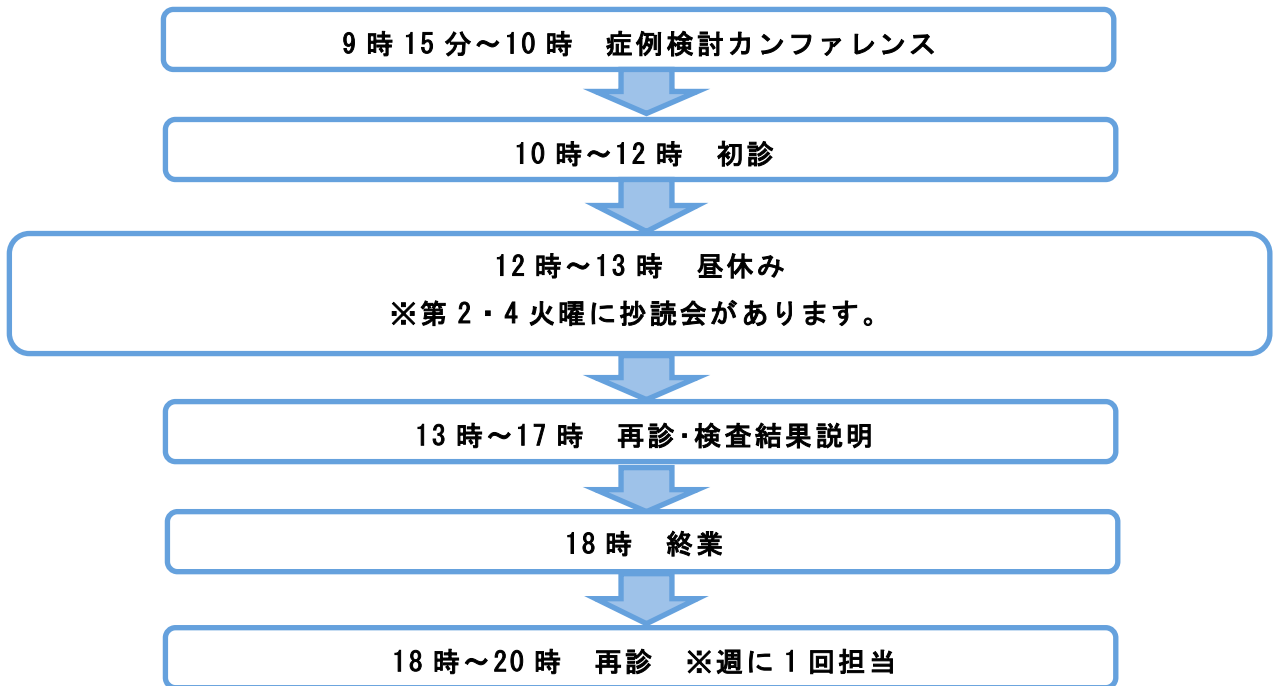 9時15分～10時　症例検討カンファレンス
10時～12時　初診
12時～13時　昼休み
※第2・4火曜に抄読会があります。
13時～17時　再診･検査結果説明
18時　終業
18時～20時　再診　※週に1回担当